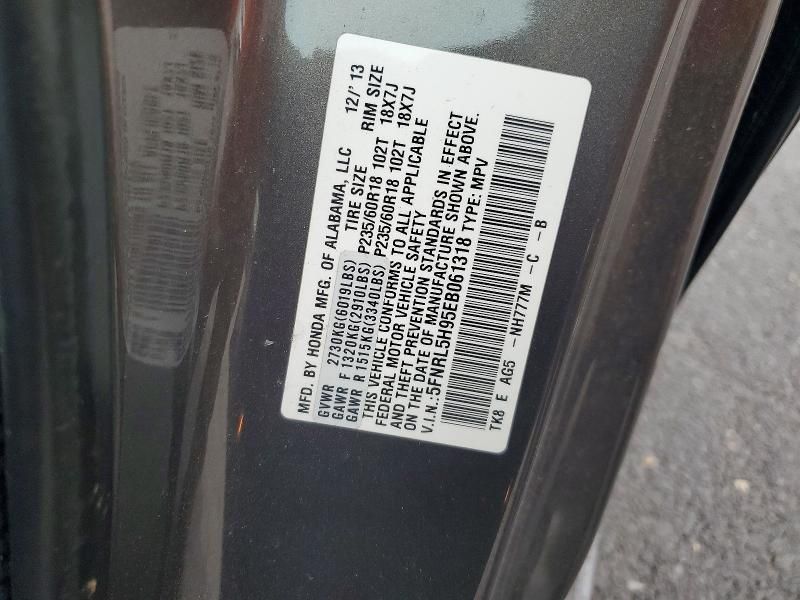 MFD. BY HONDA MFG. OF ALABAMA, LLC 12/'13
GVWR 2730KG(6019LBS) TIRE SIZE RIM SIZE
GAWR F 1320KG(2910LBS) P235/60R18 102T 18X7J
GAWR R 1515KG(3340LBS) P235/60R18 102T 18X7J
THIS VEHICLE CONFORMS TO ALL APPLICABLE
FEDERAL MOTOR VEHICLE SAFETY
AND THEFT PREVENTION STANDARDS IN EFFECT
ON THE DATE OF MANUFACTURE SHOWN ABOVE.
V.I.N.:5FNRL5H95EB061318 TYPE: MPV
TK8 E AG5 -NH777M -C -B